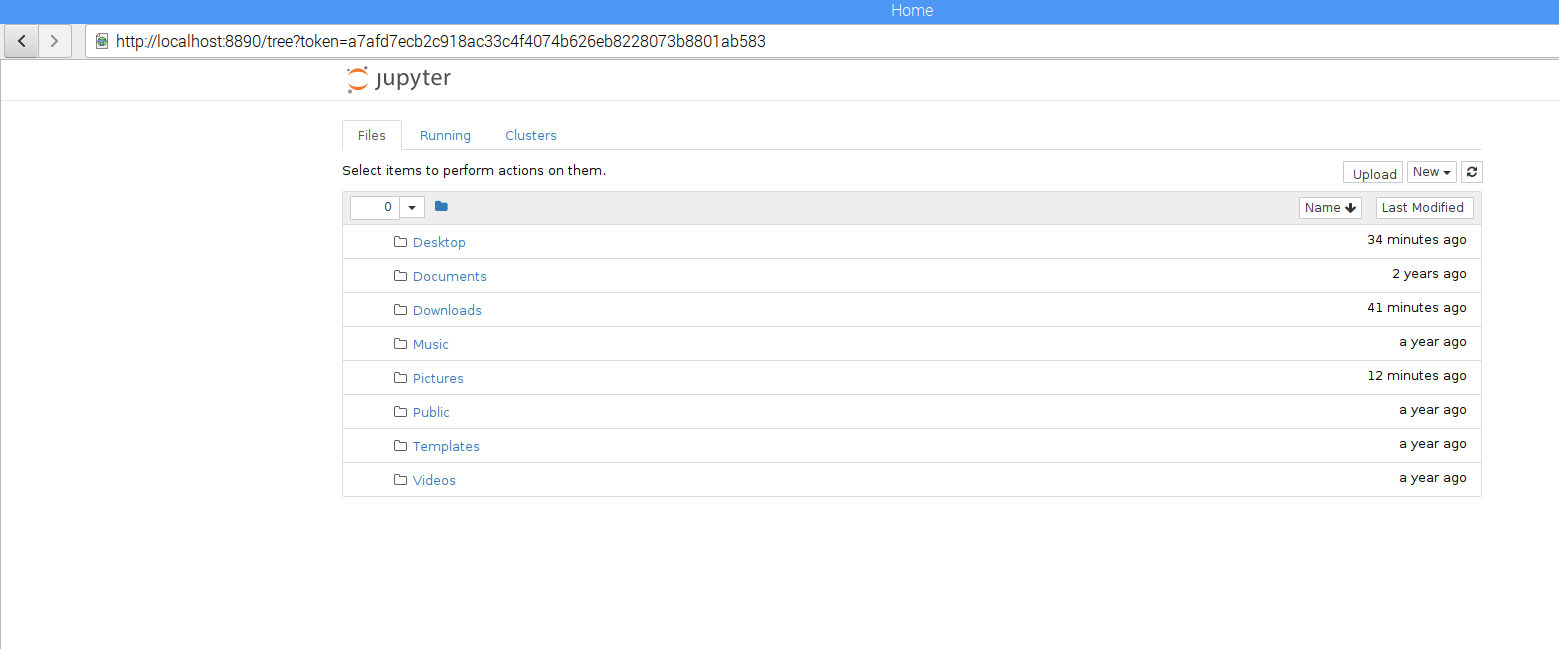 Home
http://localhost:8890/tree?token=a7afd7ecb2c918ac33c4f4074b626eb8228073b8801ab583
jupyter
Files Running Clusters
Select items to perform actions on them. Upload New
0 Name Last Modified
Desktop 34 minutes ago
Documents 2 years ago
Downloads 41 minutes ago
Music a year ago
Pictures 12 minutes ago
Public a year ago
Templates a year ago
Videos a year ago